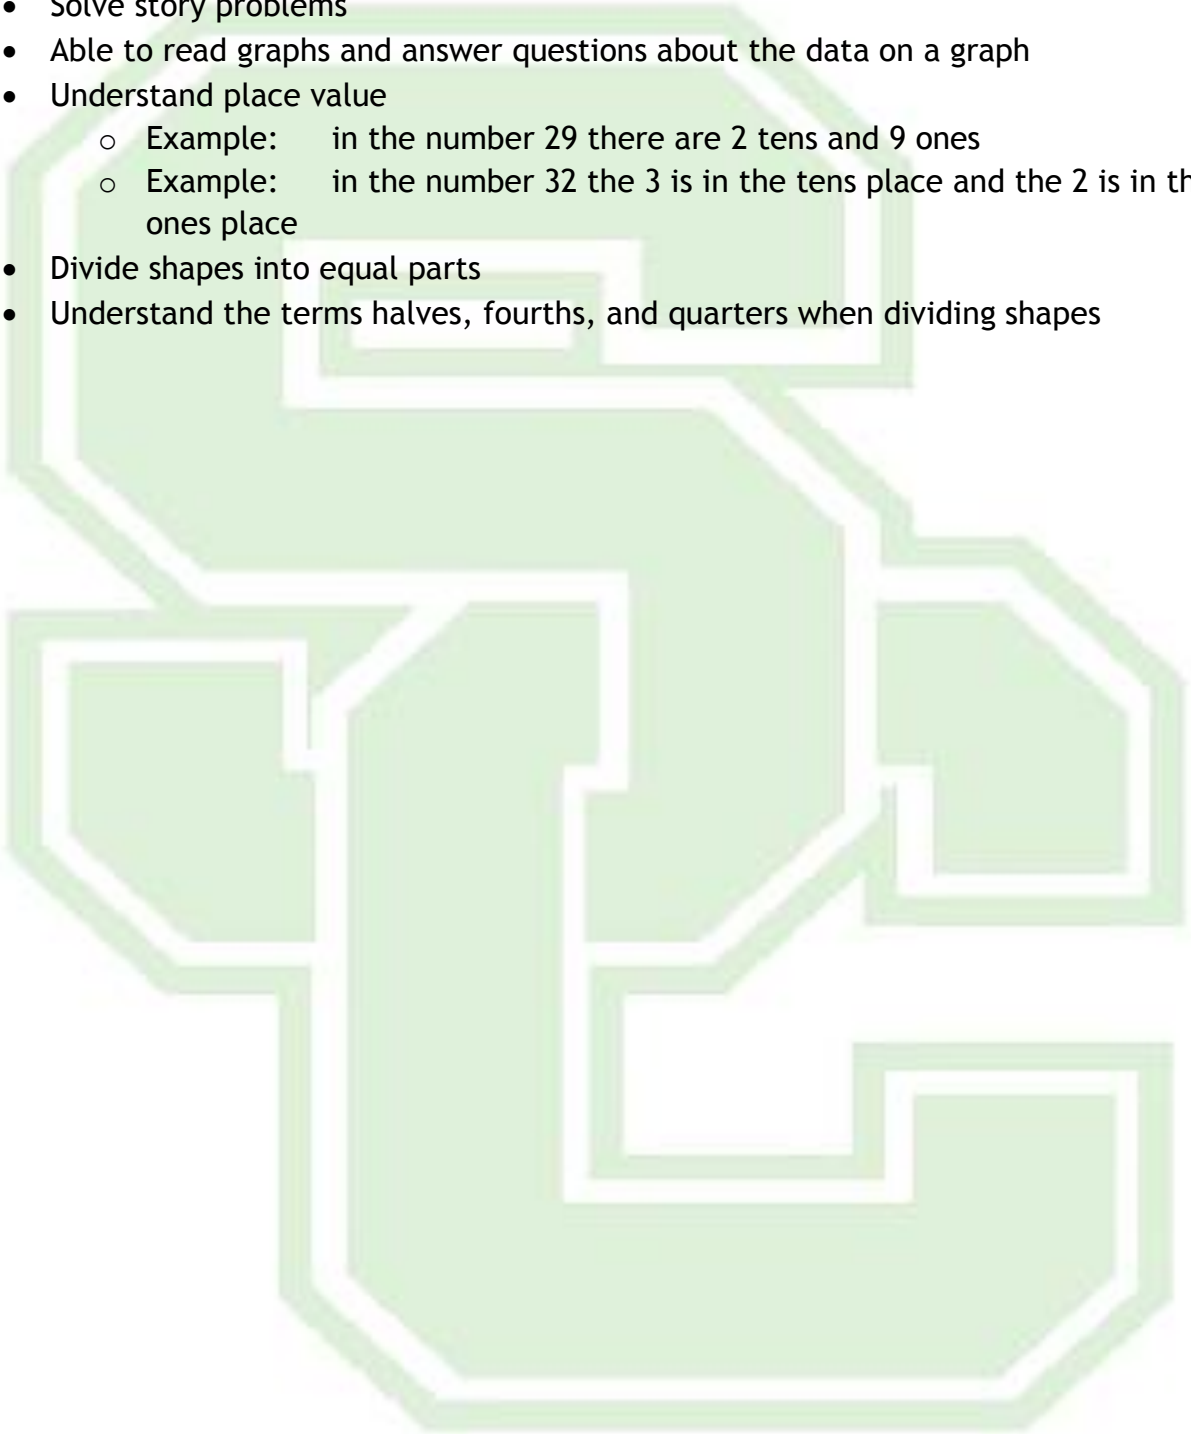 • Solve story problems
• Able to read graphs and answer questions about the data on a graph
• Understand place value
o Example: in the number 29 there are 2 tens and 9 ones
o Example: in the number 32 the 3 is in the tens place and the 2 is in th
ones place
• Divide shapes into equal parts
• Understand the terms halves, fourths, and quarters when dividing shapes
SCC